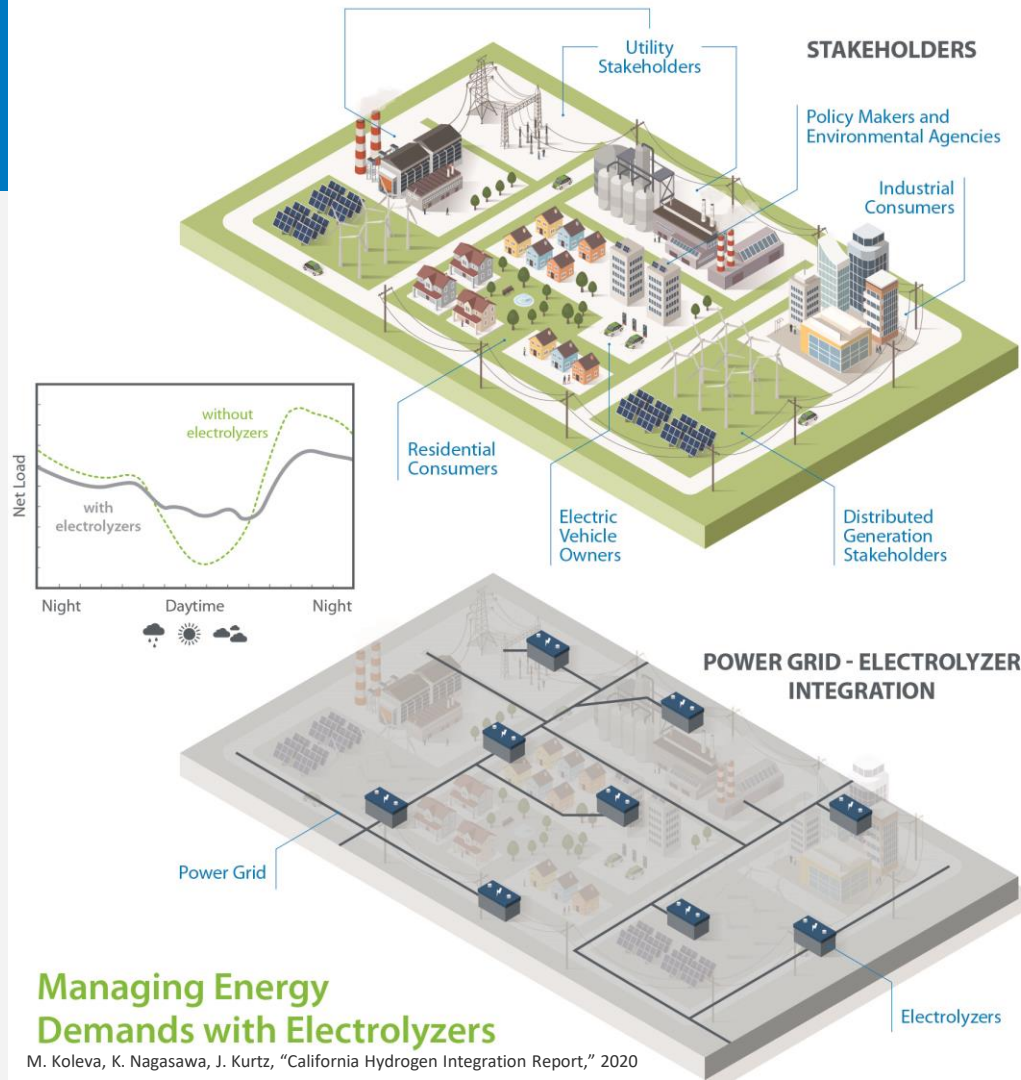 STAKEHOLDERS
Utility
Stakeholders
Policy Makers and
Environmental Agencies
Industrial
Consumers
Residential
Consumers
Electric
Vehicle
Owners
Distributed
Generation
Stakeholders
Net Load
without
electrolyzers
with
electrolyzers
Night
Daytime
Night
POWER GRID - ELECTROLYZER
INTEGRATION
Power Grid
Electrolyzers
Managing Energy
Demands with Electrolyzers
M. Koleva, K. Nagasawa, J. Kurtz, “California Hydrogen Integration Report,” 2020